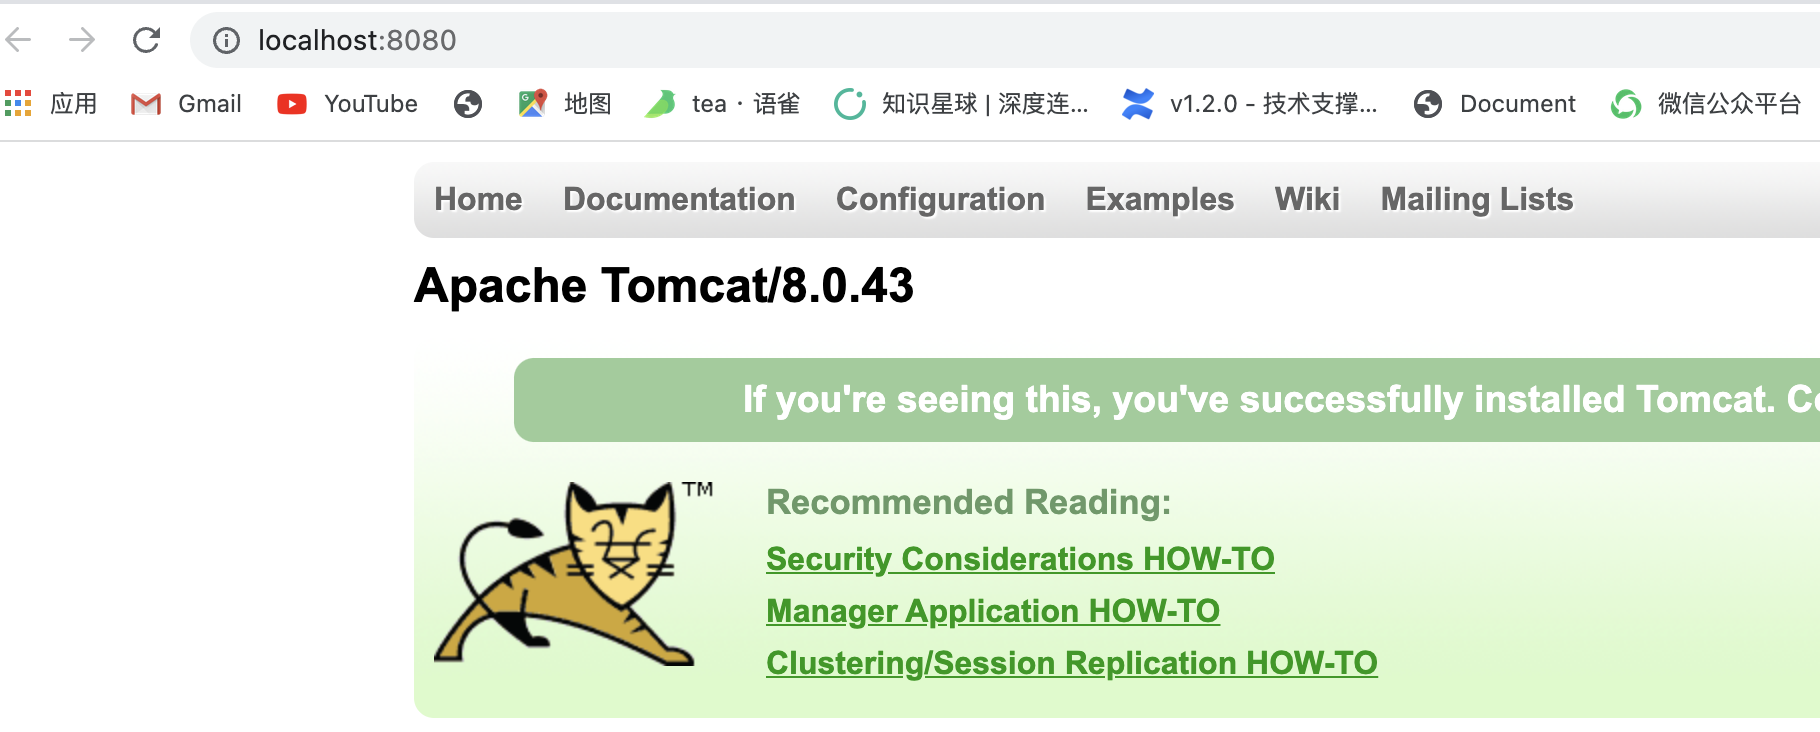 localhost:8080
应用 Gmail YouTube 地图 tea · 语雀 知识星球 | 深度连... v1.2.0 - 技术支撑... Document 微信公众平台
Home Documentation Configuration Examples Wiki Mailing Lists
Apache Tomcat/8.0.43
If you're seeing this, you've successfully installed Tomcat.
TM
Recommended Reading:
Security Considerations HOW-TO
Manager Application HOW-TO
Clustering/Session Replication HOW-TO